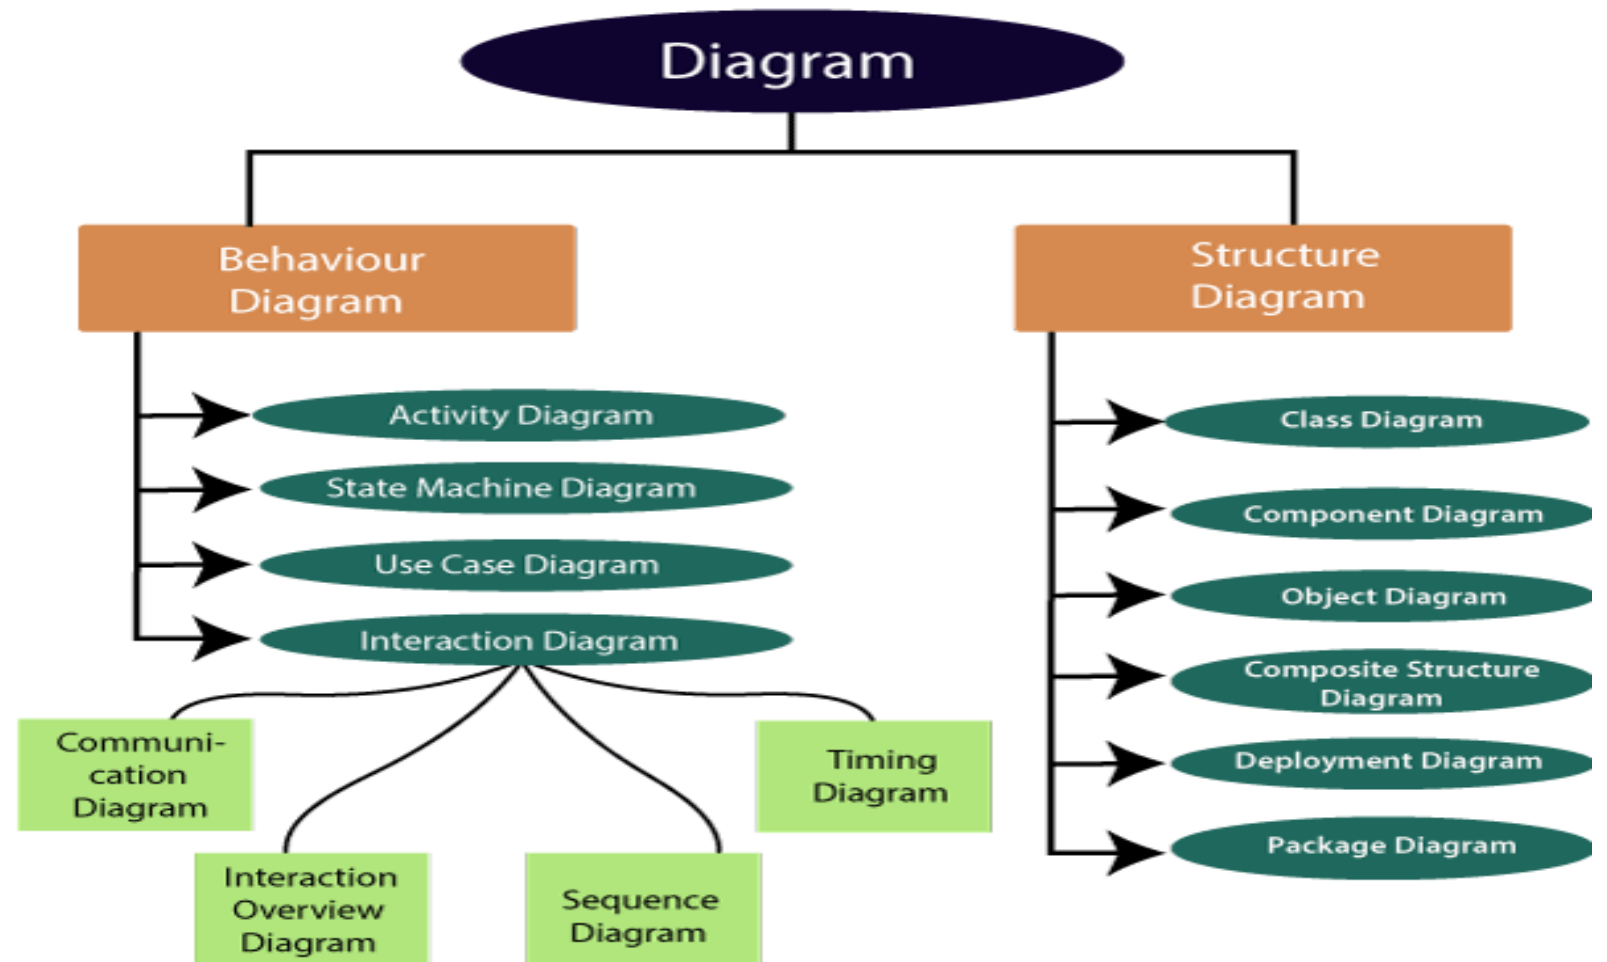 Diagram
Behaviour
Diagram
Structure
Diagram
Activity Diagram
State Machine Diagram
Use Case Diagram
Interaction Diagram
Communi-
cation
Diagram
Interaction
Overview
Diagram
Sequence
Diagram
Timing
Diagram
Class Diagram
Component Diagram
Object Diagram
Composite Structure
Diagram
Deployment Diagram
Package Diagram